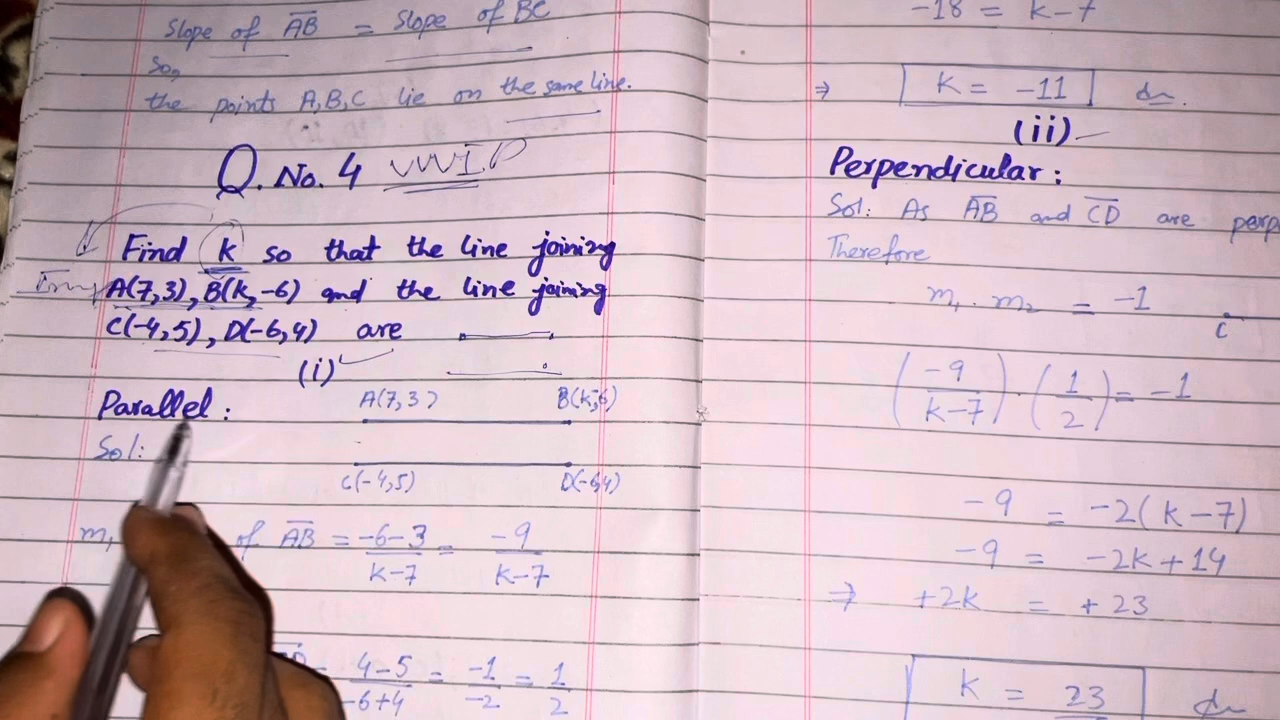 Slope of AB = Slope of BC
So,
the points A, B, C lie on the same line.
Q. No. 4 VVV.I.P
Find k so that the line joining
A(7,3), B(k,-6) and the line joining
C(-4,5), D(-6,4) are
(i)
Parallel:
A(7,3) B(k,-6)
Sol:
C(-4,5) D(-6,4)
m₁ of AB = -6-3/k-7 = -9/k-7
= 4-5/-6+4 = -1/-2 = 1/2
-18 = k-7
⇒ K = -11
(ii)
Perpendicular:
Sol: As AB and CD are perp
Therefore
m₁ . m₂ = -1
C
(-9/k-7) . (1/2) = -1
-9 = -2(k-7)
-9 = -2k+14
⇒ +2k = +23
K = 23